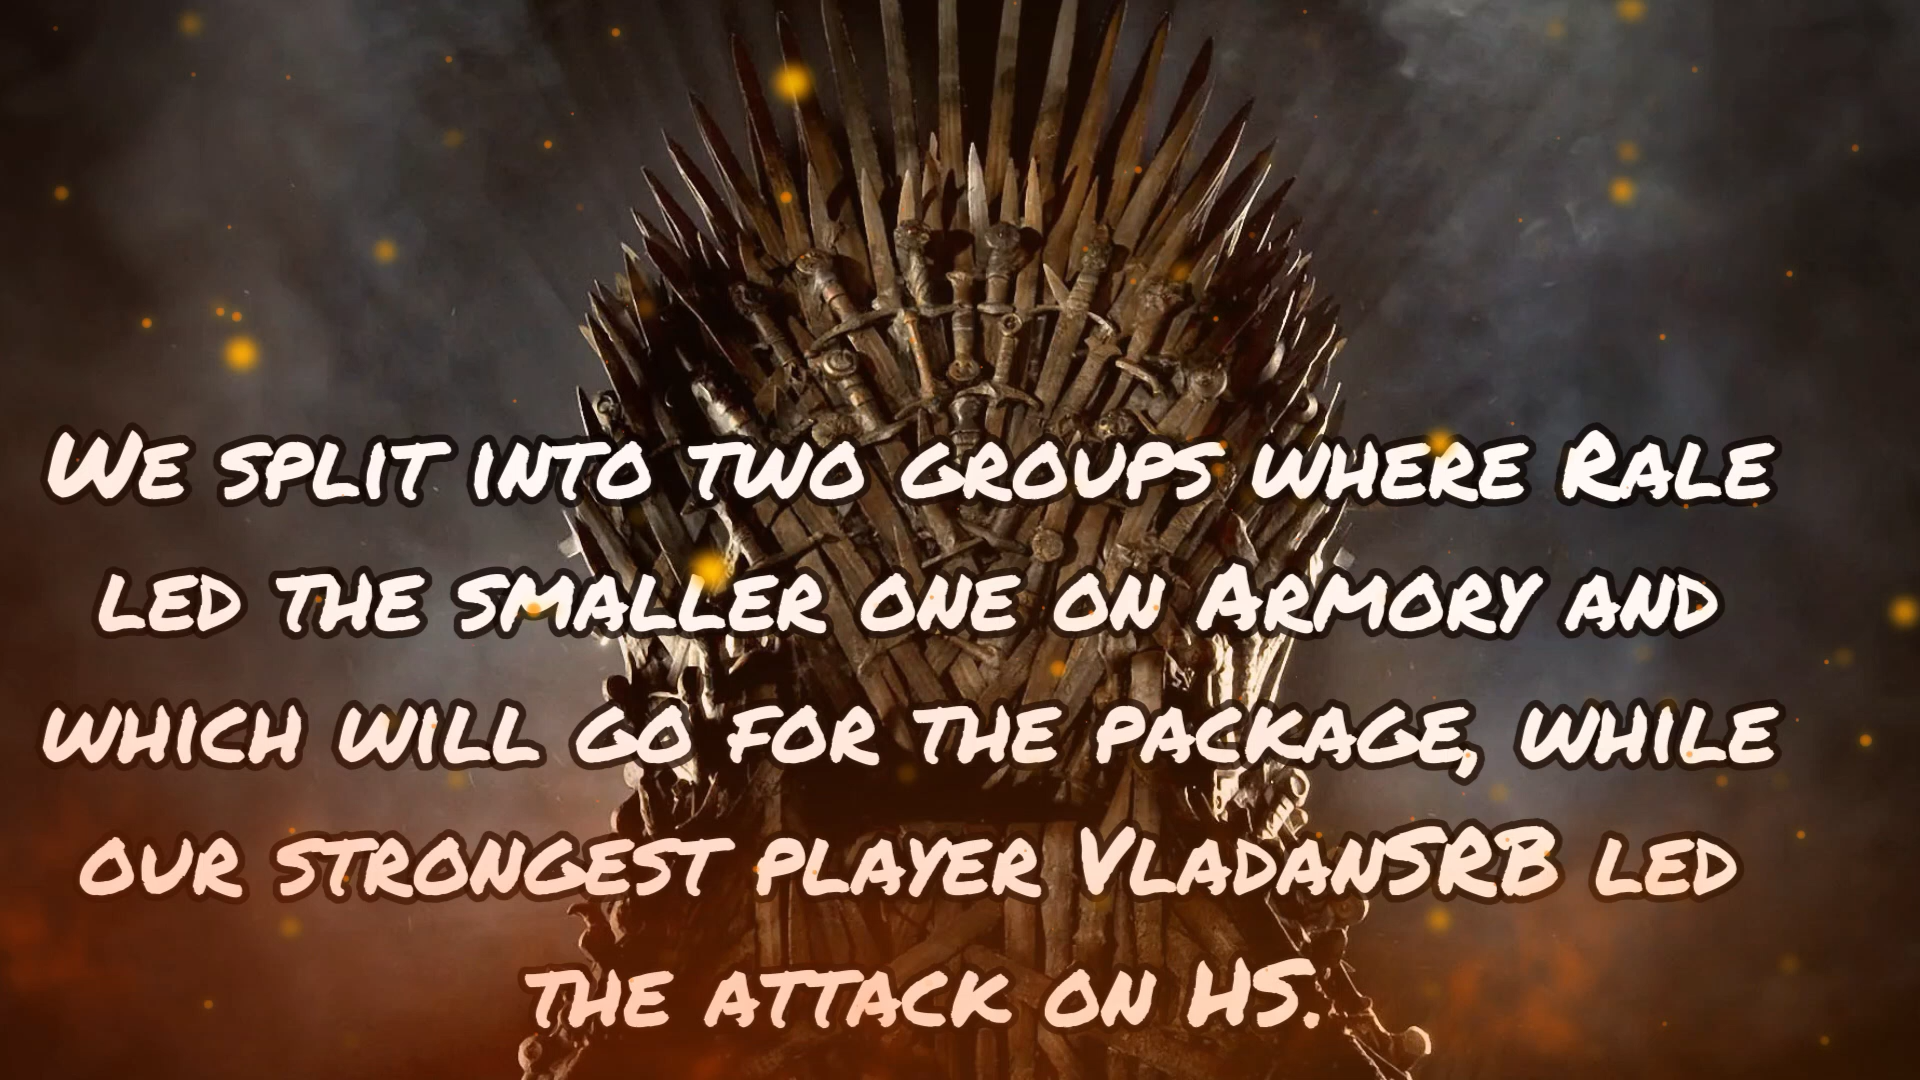 We split into two groups where Rale
led the smaller one on Armory and
which will go for the package, while
our strongest player VladanSRB led
the attack on HS.